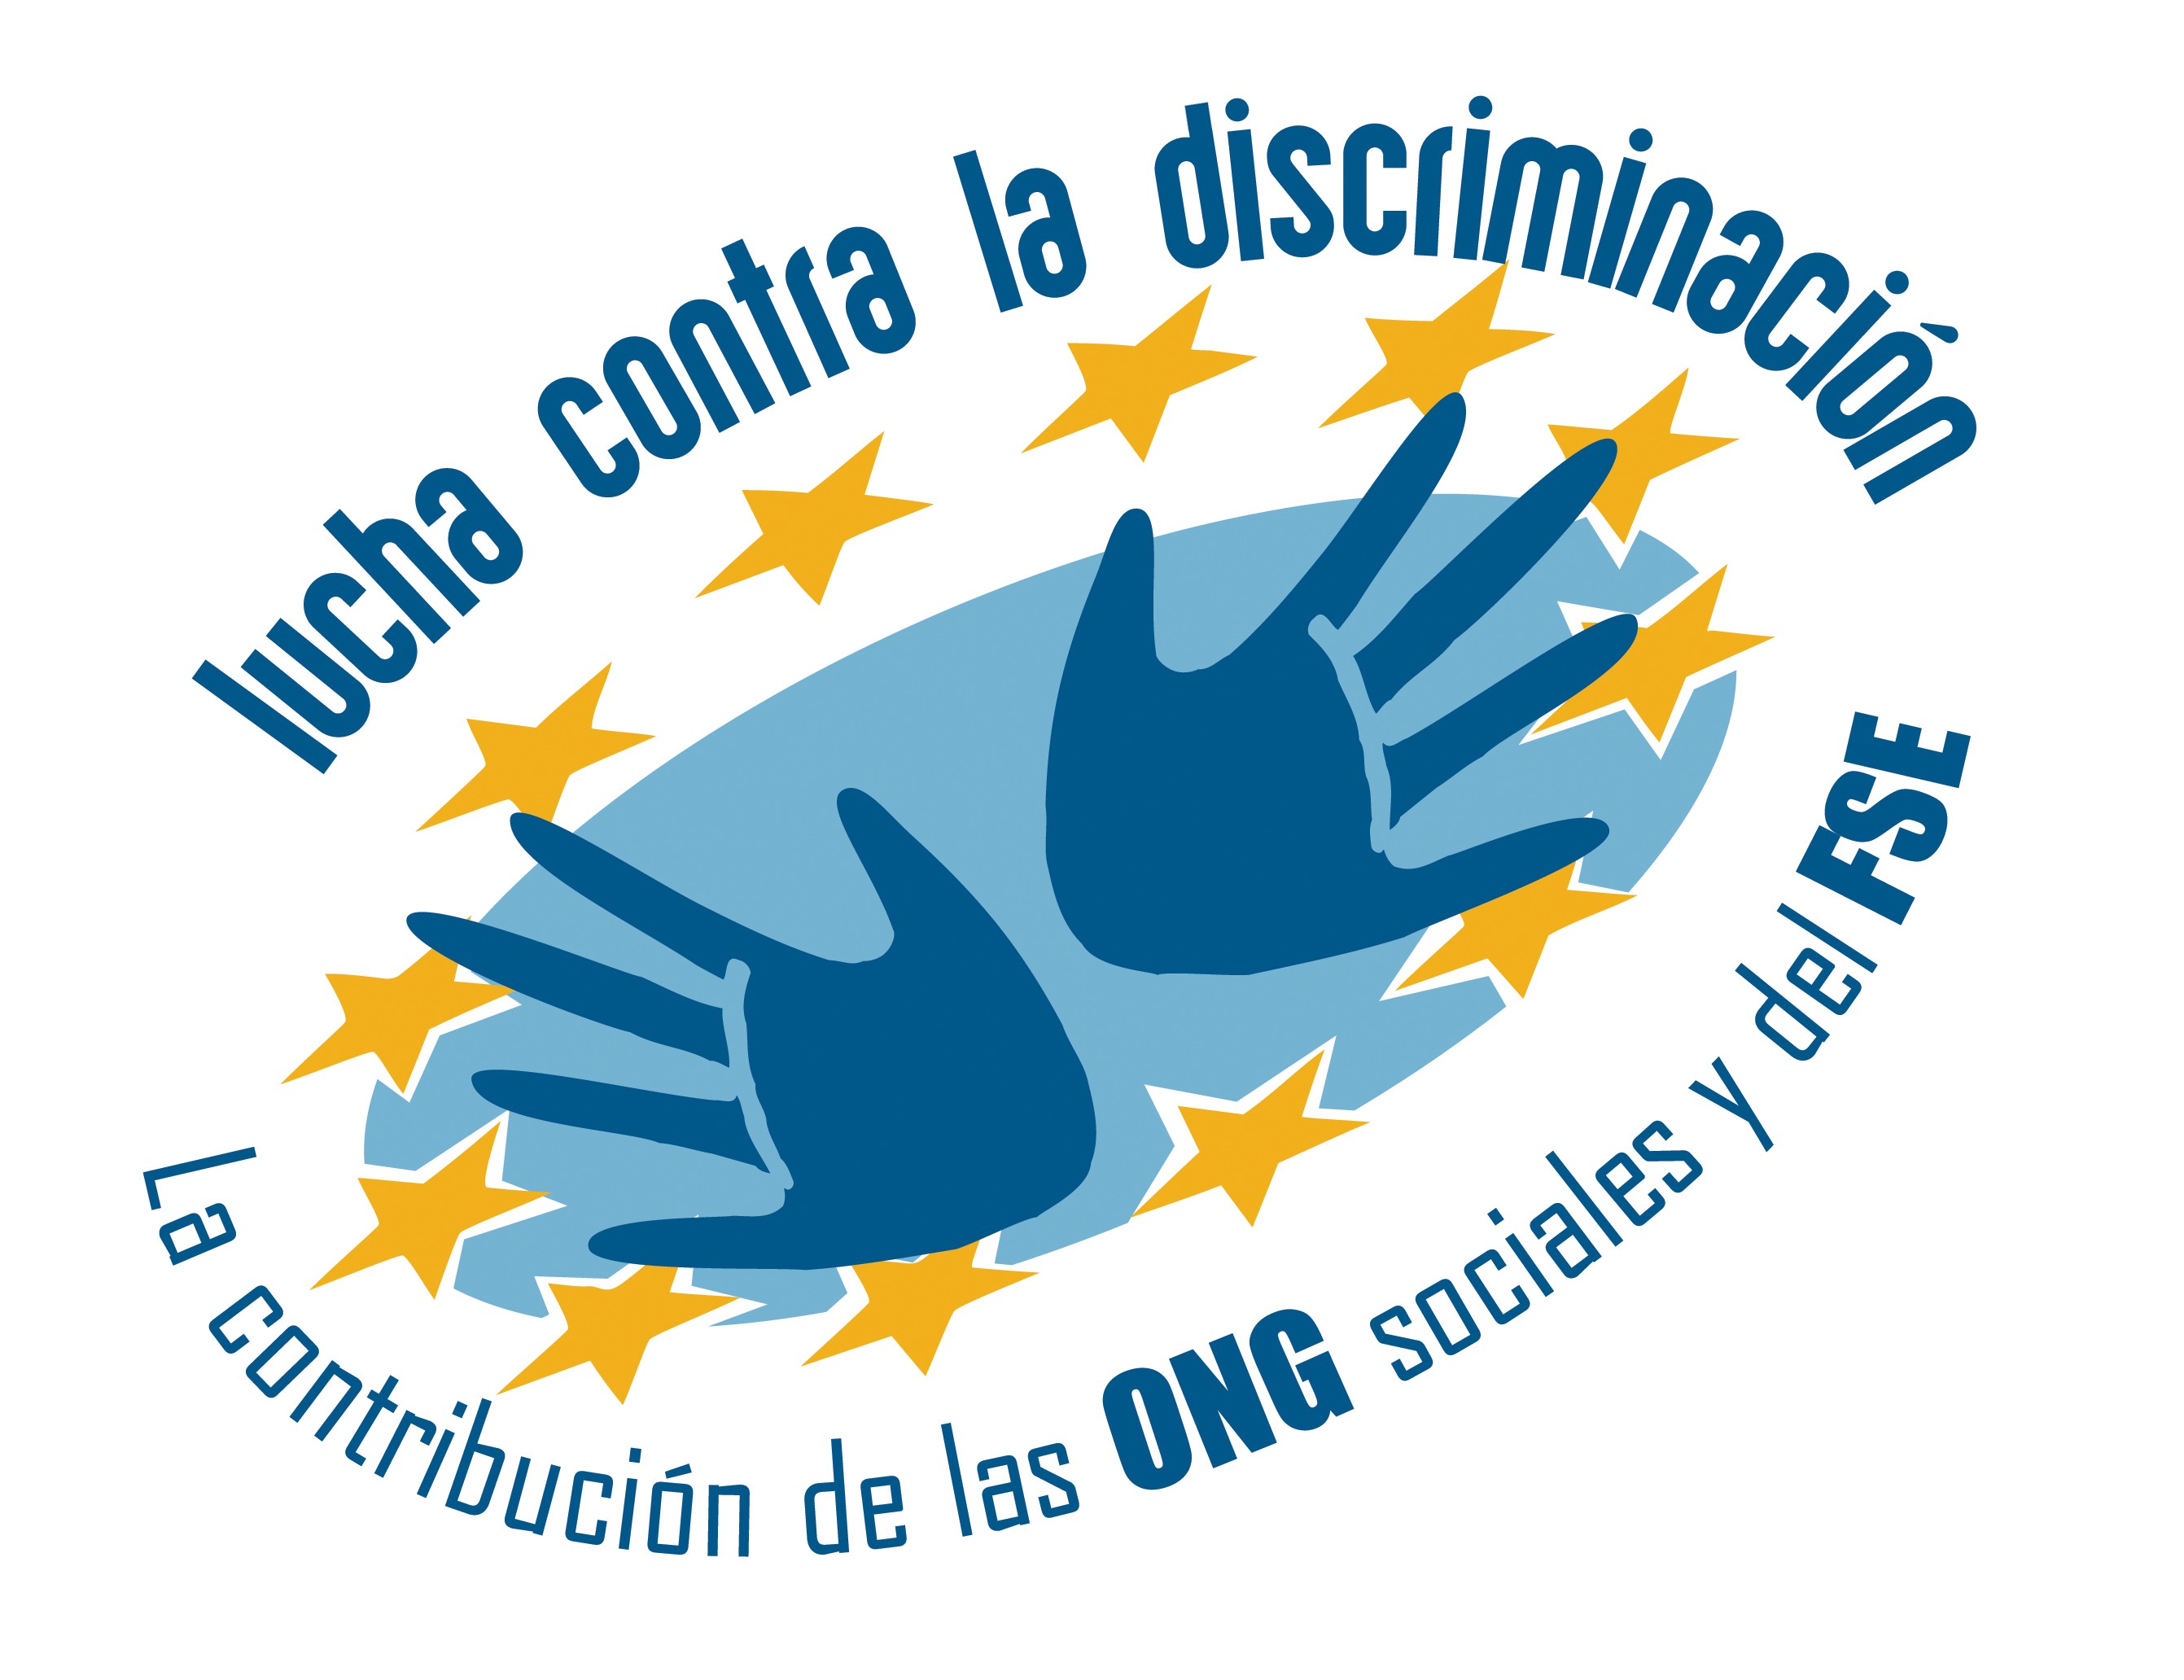 lucha contra la discriminación
La contribución de las ONG sociales y del FSE